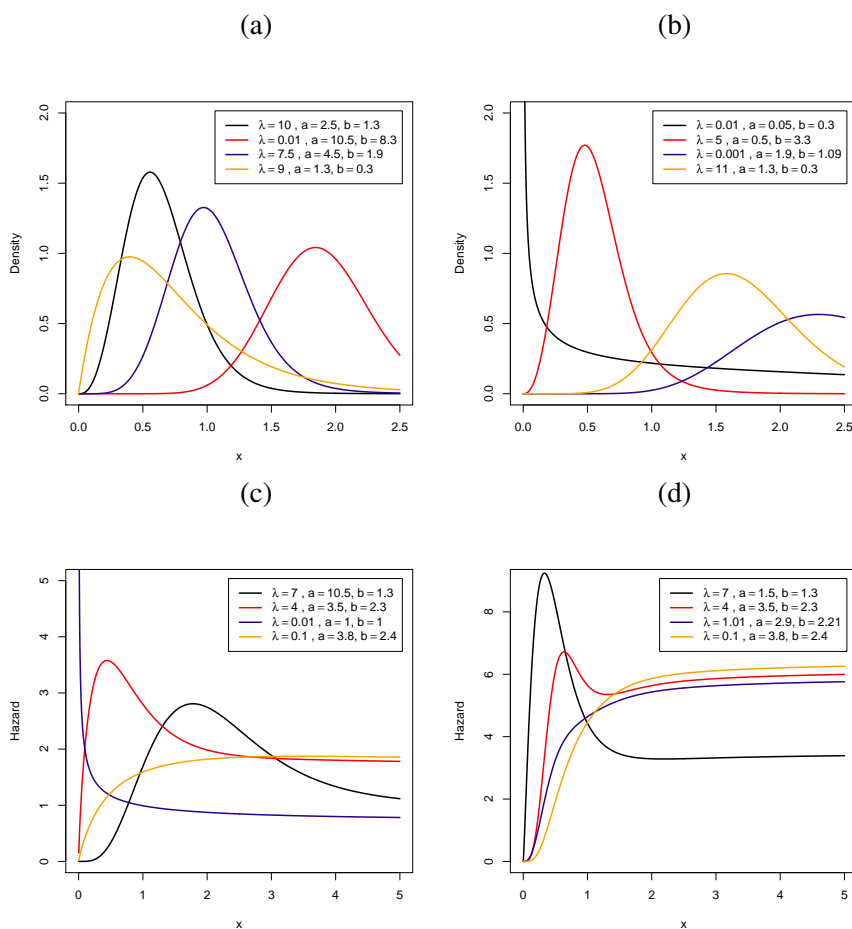 (a)
λ = 10 , a = 2.5, b = 1.3
λ = 0.01 , a = 10.5, b = 8.3
λ = 7.5 , a = 4.5, b = 1.9
λ = 9 , a = 1.3, b = 0.3
Density
2.0
1.5
1.0
0.5
0.0
0.0 0.5 1.0 1.5 2.0 2.5
x
(b)
λ = 0.01 , a = 0.05, b = 0.3
λ = 5 , a = 0.5, b = 3.3
λ = 0.001 , a = 1.9, b = 1.09
λ = 11 , a = 1.3, b = 0.3
Density
2.0
1.5
1.0
0.5
0.0
0.0 0.5 1.0 1.5 2.0 2.5
x
(c)
λ = 7 , a = 10.5, b = 1.3
λ = 4 , a = 3.5, b = 2.3
λ = 0.01 , a = 1, b = 1
λ = 0.1 , a = 3.8, b = 2.4
Hazard
5
4
3
2
1
0
0 1 2 3 4 5
x
(d)
λ = 7 , a = 1.5, b = 1.3
λ = 4 , a = 3.5, b = 2.3
λ = 1.01 , a = 2.9, b = 2.21
λ = 0.1 , a = 3.8, b = 2.4
Hazard
8
6
4
2
0
0 1 2 3 4 5
x